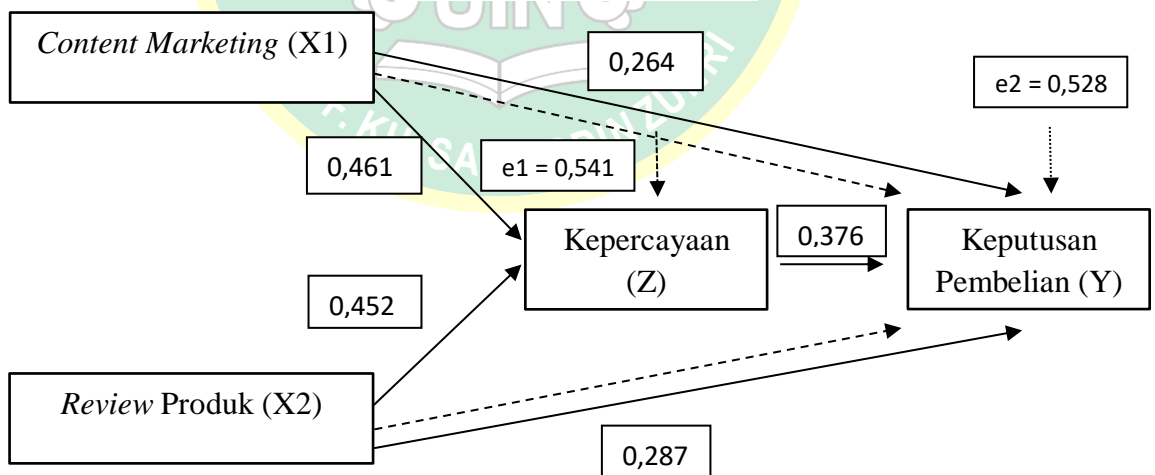 Content Marketing (X1)
0,264
e2 = 0,528
0,461
e1 = 0,541
Kepercayaan
(Z)
0,376
Keputusan
Pembelian (Y)
0,452
Review Produk (X2)
0,287